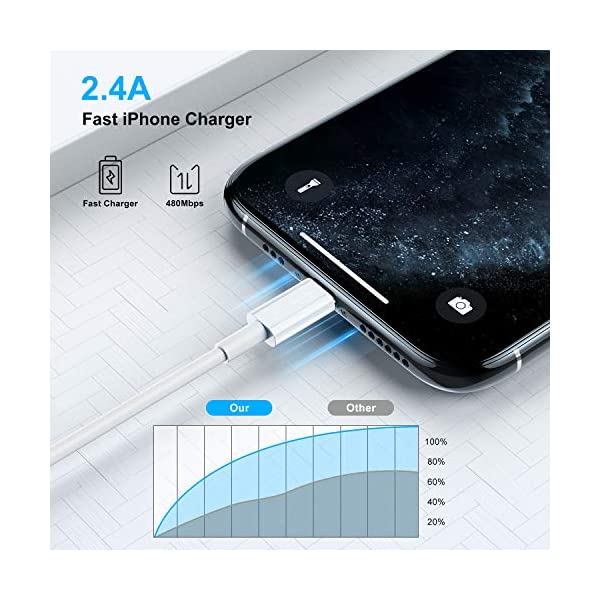 2.4A
Fast iPhone Charger
Fast Charger
480Mbps
Our
Other
100%
80%
60%
40%
20%